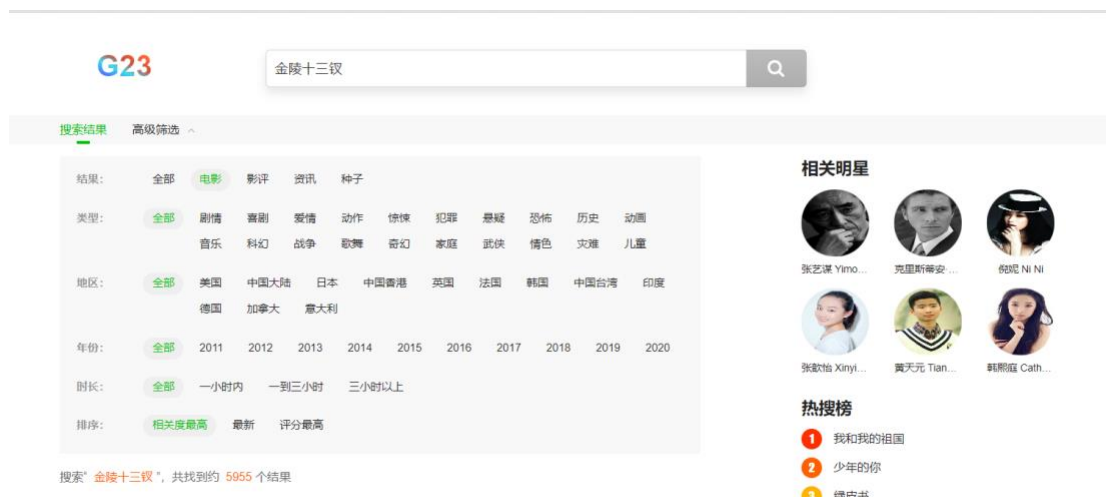 G23
金陵十三钗
搜索结果 高级筛选
结果： 全部 电影 影评 资讯 种子
类型： 全部 剧情 喜剧 爱情 动作 惊悚 犯罪 悬疑 恐怖 历史 动画
音乐 科幻 战争 歌舞 奇幻 家庭 武侠 情色 灾难 儿童
地区： 全部 美国 中国大陆 日本 中国香港 英国 法国 韩国 中国台湾 印度
德国 加拿大 意大利
年份： 全部 2011 2012 2013 2014 2015 2016 2017 2018 2019 2020
时长： 全部 一小时内 一到三小时 三小时以上
排序： 相关度最高 最新 评分最高
搜索" 金陵十三钗 "，共找到约 5955 个结果
相关明星
张艺谋 Yimo... 克里斯蒂安·... 倪妮 Ni Ni
张歆怡 Xinyi... 黄天元 Tian... 韩熙庭 Cath...
热搜榜
1 我和我的祖国
2 少年的你
3 绿皮书